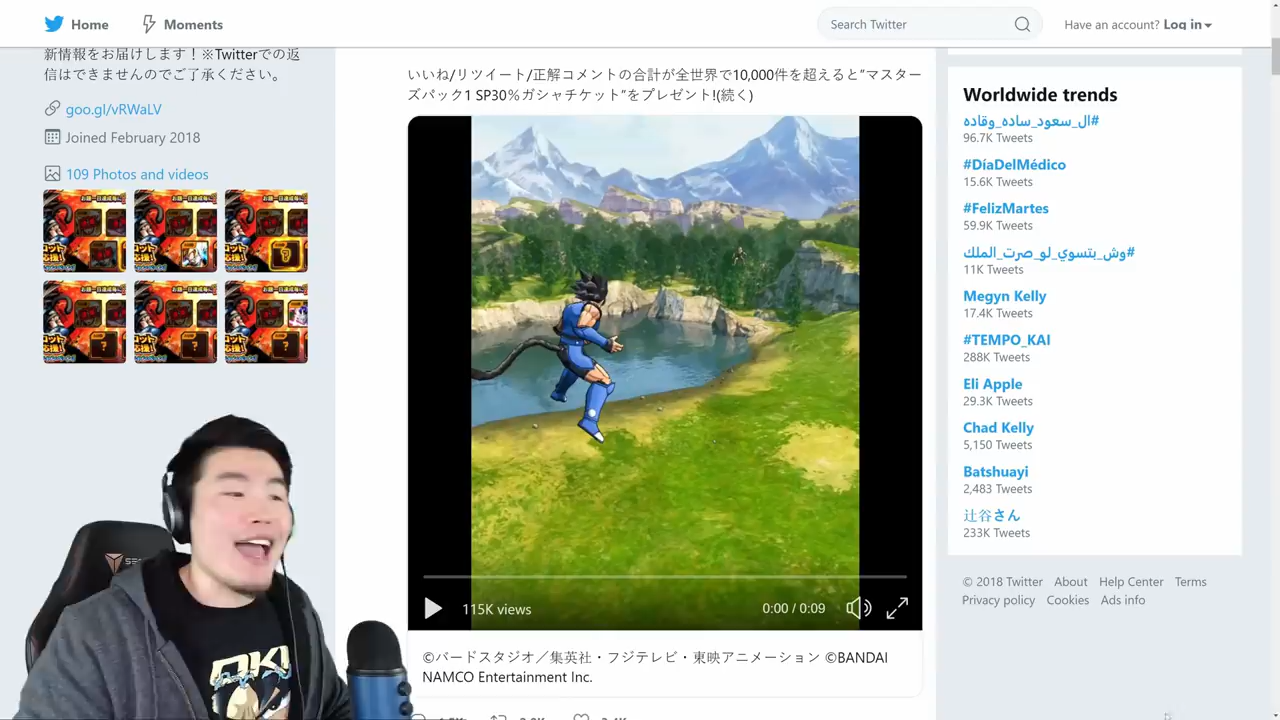 Home
Moments
Search Twitter
Have an account? Log in
新情報をお届けします！※Twitterでの返
信はできませんのでご了承ください。
goo.gl/vRWaLV
Joined February 2018
109 Photos and videos
いいね/リツイート/正解コメントの合計が全世界で10,000件を超えると”マスター
ズパック1 SP30％ガシャチケット”をプレゼント!(続く)
115K views
0:00 / 0:09
©バードスタジオ／集英社・フジテレビ・東映アニメーション ©BANDAI
NAMCO Entertainment Inc.
Worldwide trends
#ال_سعود_ساده_وقاده
96.7K Tweets
#DíaDelMédico
15.6K Tweets
#FelizMartes
59.9K Tweets
#وش_بتسوي_لو_صرت_الملك
11K Tweets
Megyn Kelly
17.4K Tweets
#TEMPO_KAI
288K Tweets
Eli Apple
29.3K Tweets
Chad Kelly
5,150 Tweets
Batshuayi
2,483 Tweets
辻谷さん
233K Tweets
© 2018 Twitter About Help Center Terms
Privacy policy Cookies Ads info